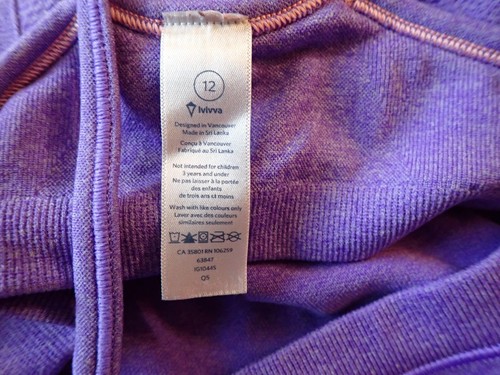 12
ivivva
Designed in Vancouver
Made in Sri Lanka
Conçu à Vancouver
Fabriqué au Sri Lanka
Not intended for children
3 years and under
Ne pas laisser à la portée
des enfants
de trois ans et moins
Wash with like colours only
Laver avec des couleurs
similaires seulement
CA 35801 RN 106259
63847
IG10445
QS